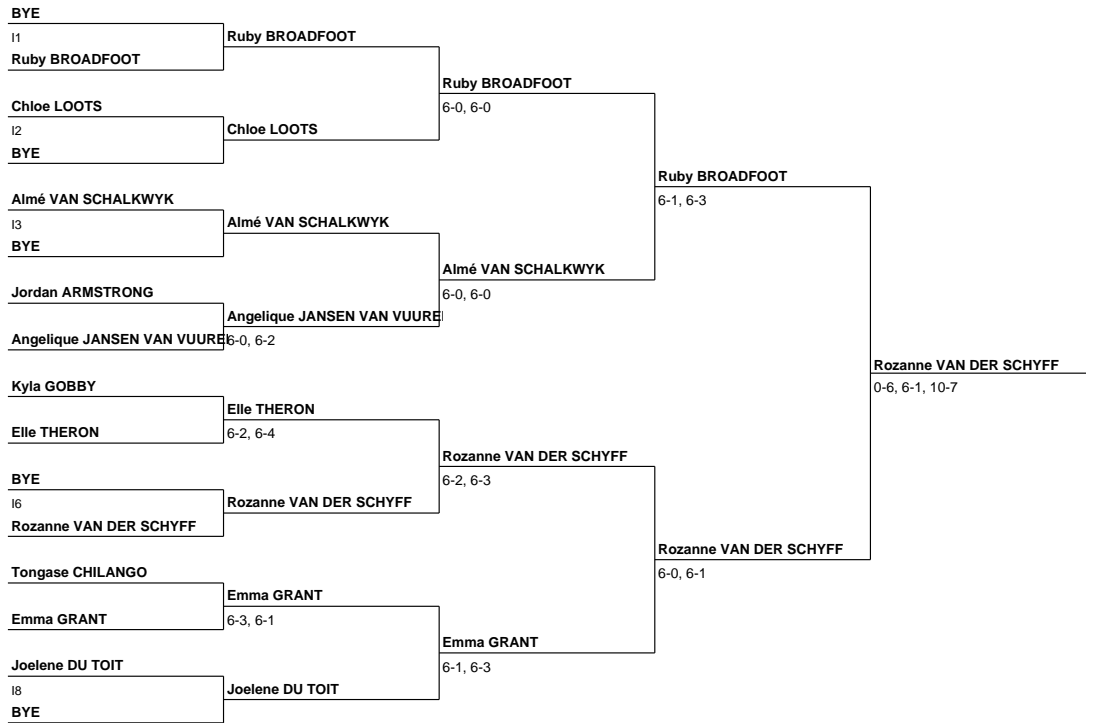 BYE
I1
Ruby BROADFOOT
Ruby BROADFOOT
Chloe LOOTS
I2
BYE
Chloe LOOTS
Ruby BROADFOOT
6-0, 6-0
Almé VAN SCHALKWYK
I3
BYE
Almé VAN SCHALKWYK
Jordan ARMSTRONG
Angelique JANSEN VAN VUURE
Angelique JANSEN VAN VUURE
6-0, 6-2
Almé VAN SCHALKWYK
6-0, 6-0
Ruby BROADFOOT
6-1, 6-3
Kyla GOBBY
Elle THERON
Elle THERON
6-2, 6-4
BYE
I6
Rozanne VAN DER SCHYFF
Rozanne VAN DER SCHYFF
Rozanne VAN DER SCHYFF
6-2, 6-3
Tongase CHILANGO
Emma GRANT
Emma GRANT
6-3, 6-1
Joelene DU TOIT
I8
BYE
Joelene DU TOIT
Emma GRANT
6-1, 6-3
Rozanne VAN DER SCHYFF
6-0, 6-1
Rozanne VAN DER SCHYFF
0-6, 6-1, 10-7